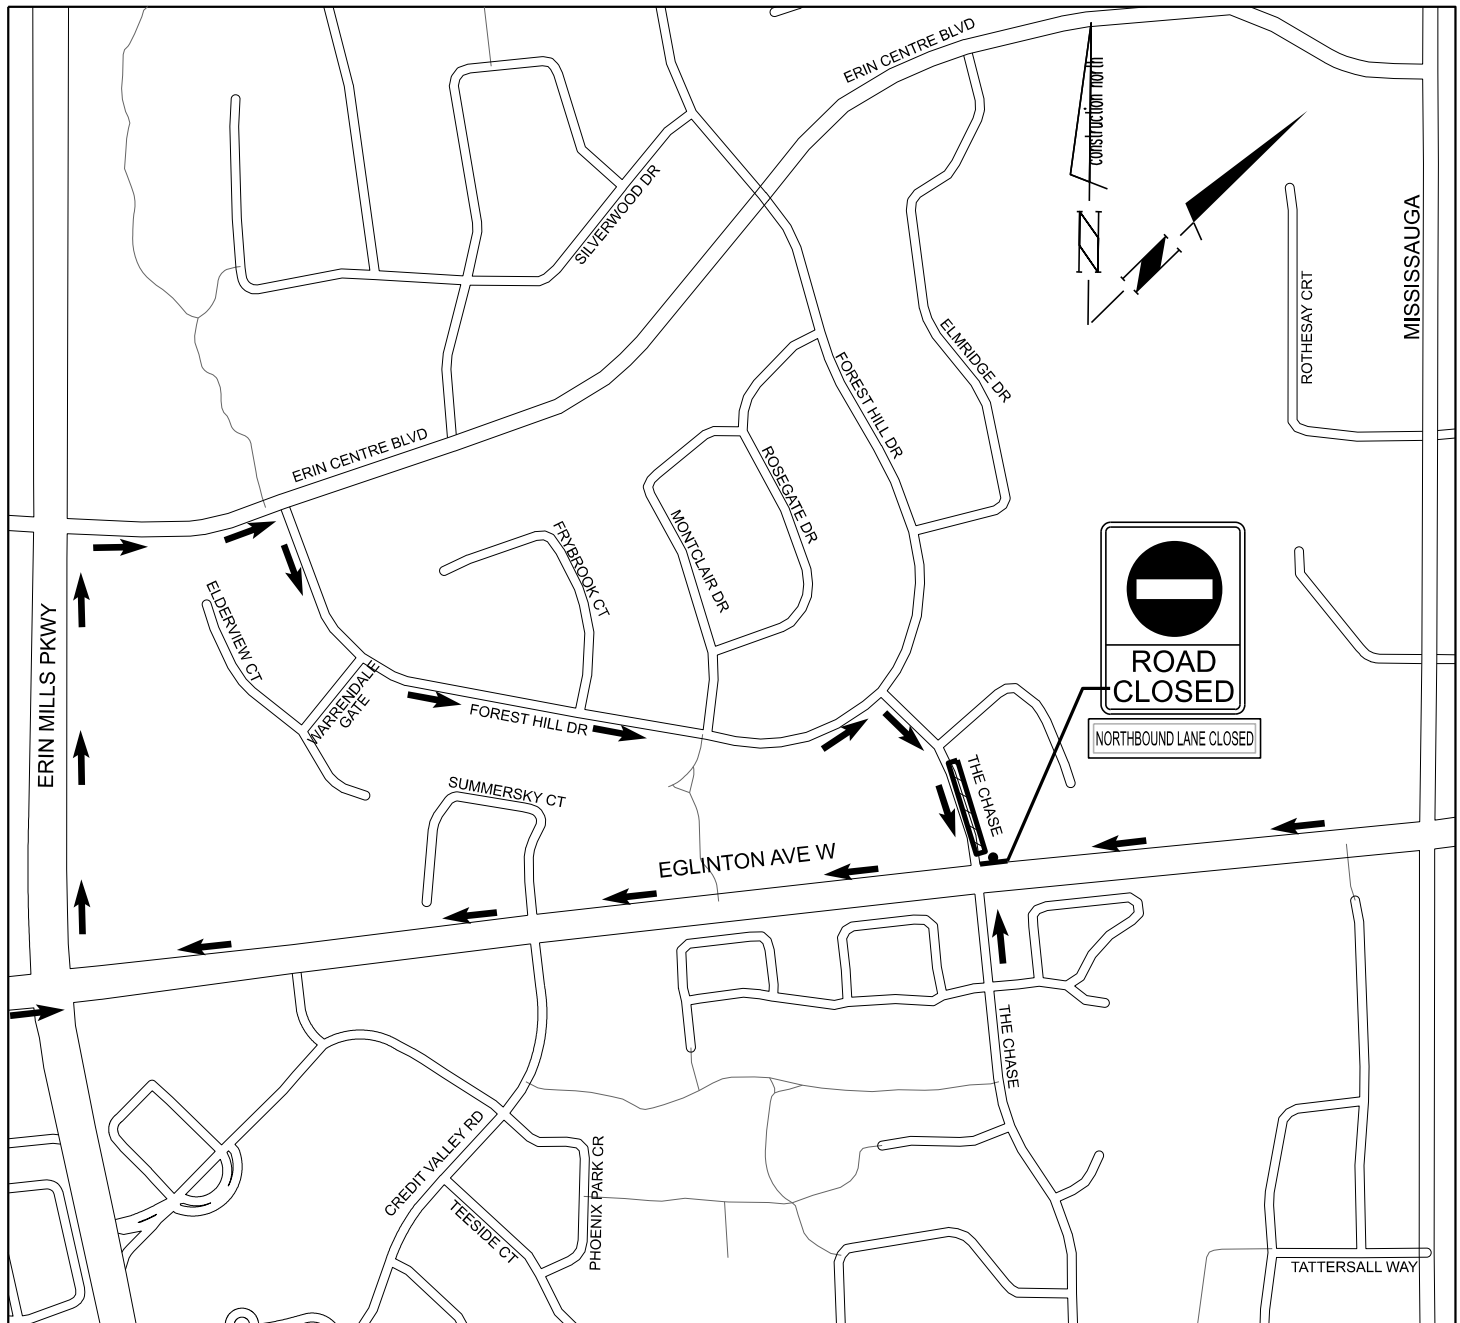 ERIN CENTRE BLVD
construction north
N
N
SILVERWOOD DR
MISSISSAUGA
ROTHESAY CRT
ELMRIDGE DR
FOREST HILL DR
ERIN CENTRE BLVD
ROSEGATE DR
MONTCLAIR DR
FRYBROOK CT
ELDERVIEW CT
ERIN MILLS PKWY
WARRENDALE
GATE
FOREST HILL DR
ROAD
CLOSED
NORTHBOUND LANE CLOSED
THE CHASE
SUMMERSKY CT
EGLINTON AVE W
THE CHASE
CREDIT VALLEY RD
PHOENIX PARK CR
TEESIDE CT
TATTERSALL WAY